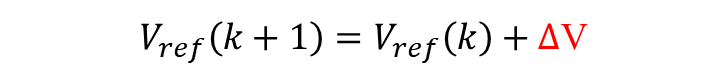 V_ref(k + 1) = V_ref(k) + ΔV